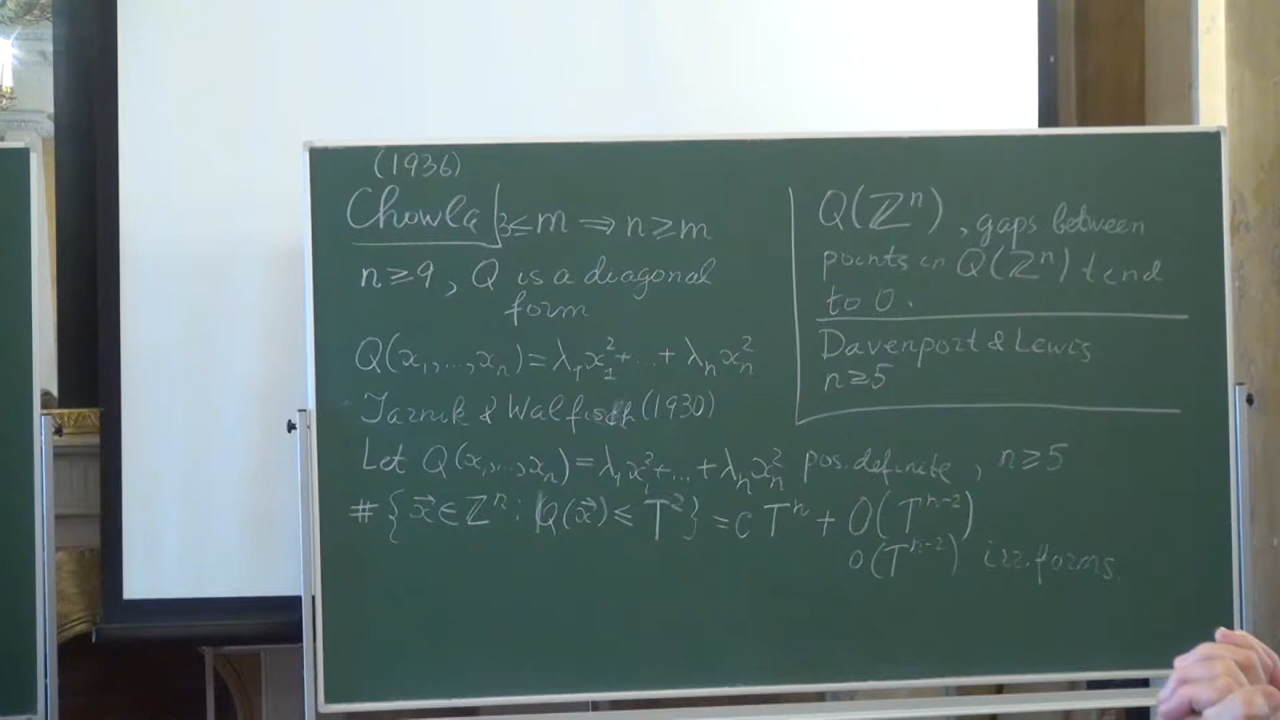 (1936)
Chowla | 3≤m ⇒ n≥m
n≥9, Q is a diagonal
form
Q(x₁,...,xₙ)=λ₁x₁²+...+λₙxₙ²
Jarnik & Walfisch (1930)
Let Q(x₁,...,xₙ)=λ₁x₁²+...+λₙxₙ² pos. definite, n≥5
#{x⃗∈ℤⁿ: Q(x⃗)≤T²}=cTⁿ+O(Tⁿ⁻²)
o(Tⁿ⁻²) irr. forms.
Q(ℤⁿ), gaps between
points in Q(ℤⁿ) tend
to 0.
Davenport & Lewis
n≥5